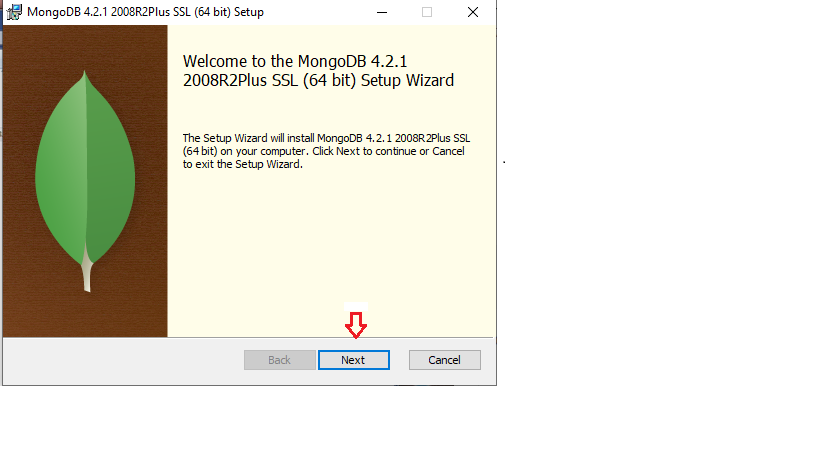 MongoDB 4.2.1 2008R2Plus SSL (64 bit) Setup
Welcome to the MongoDB 4.2.1
2008R2Plus SSL (64 bit) Setup Wizard
The Setup Wizard will install MongoDB 4.2.1 2008R2Plus SSL
(64 bit) on your computer. Click Next to continue or Cancel
to exit the Setup Wizard.
.
Back
Next
Cancel